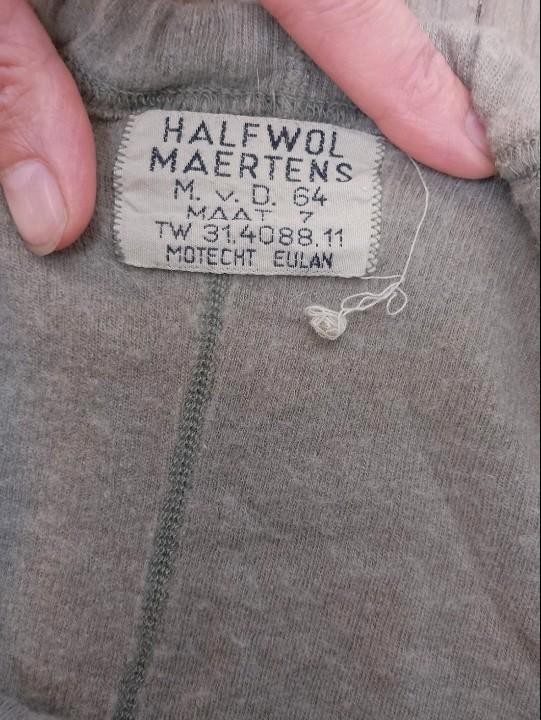 HALFWOL
MAERTENS
M. v. D. 64
MAAT 7
TW 31.4088.11
MOTECHT EULAN